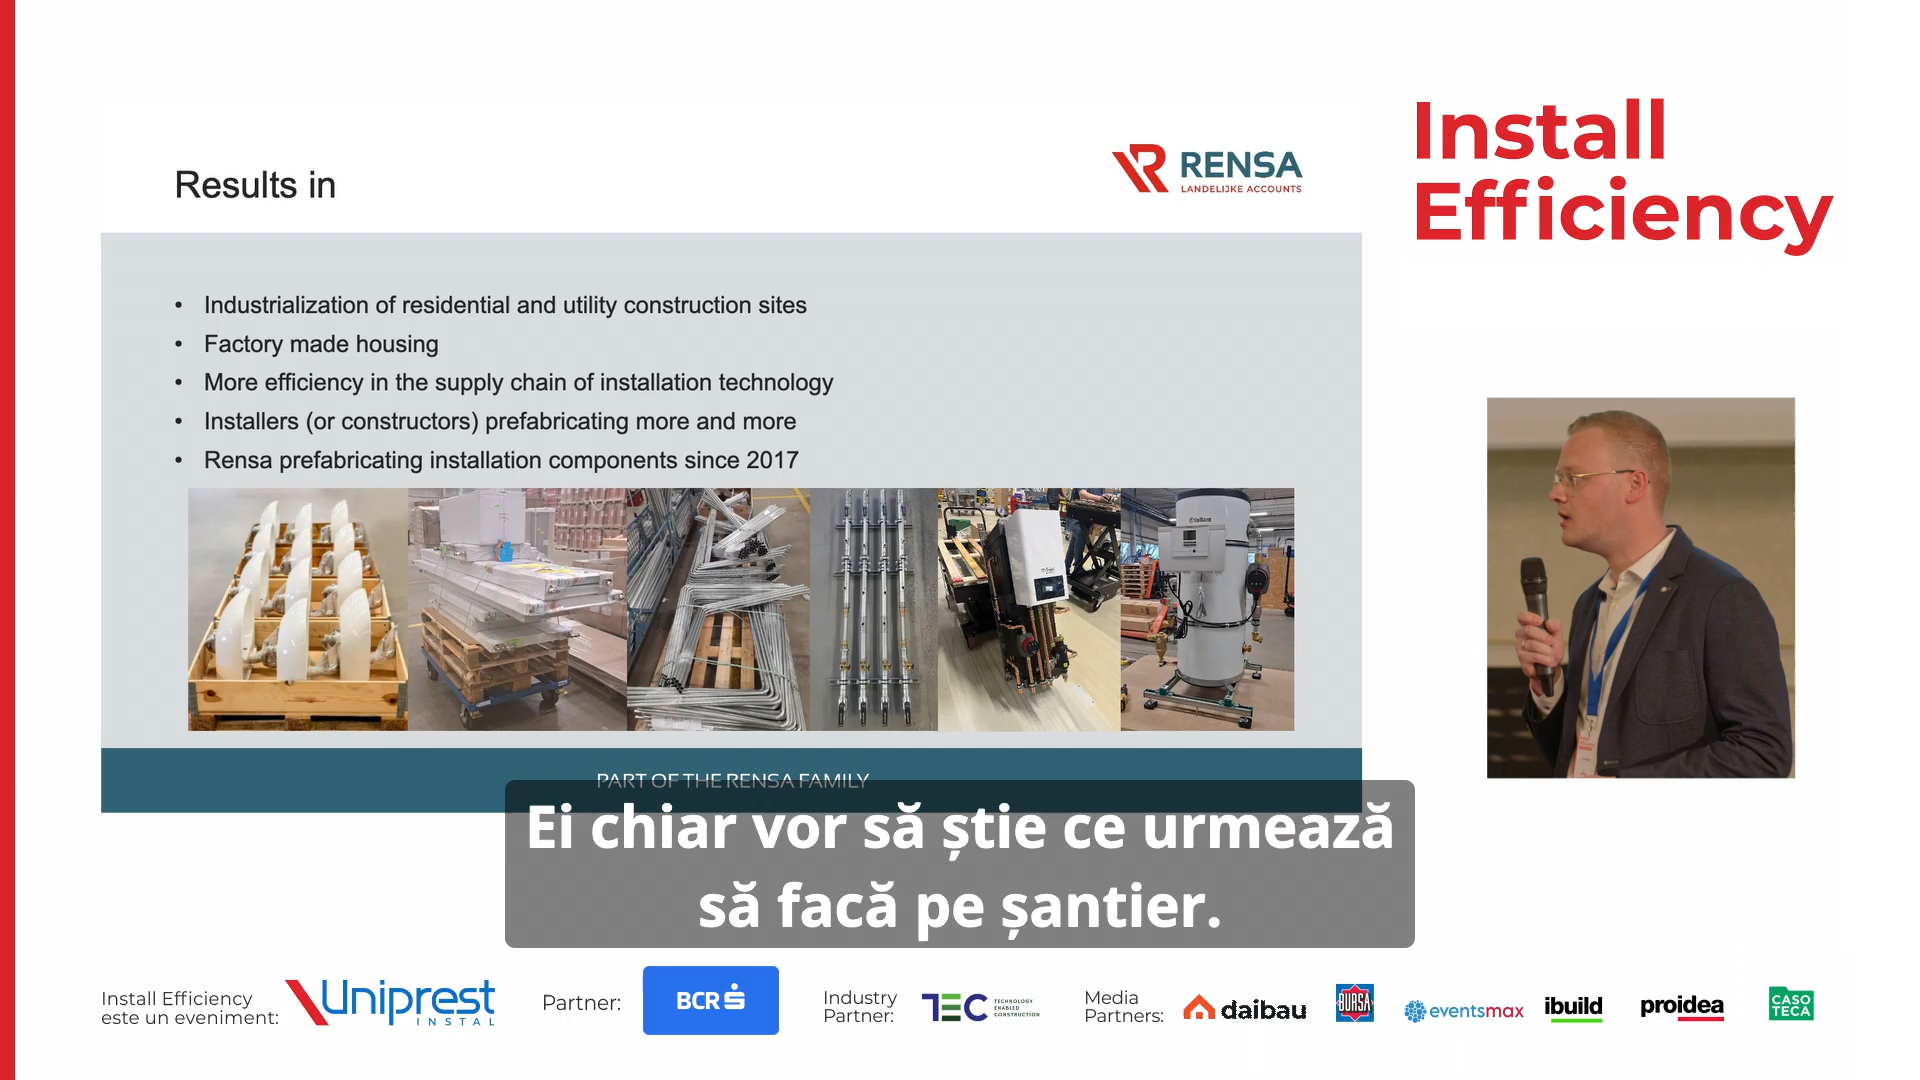 Install
Efficiency
Results in
RENSA
LANDELIJKE ACCOUNTS
• Industrialization of residential and utility construction sites
• Factory made housing
• More efficiency in the supply chain of installation technology
• Installers (or constructors) prefabricating more and more
• Rensa prefabricating installation components since 2017
Vaillant
PART OF THE RENSA FAMILY
Ei chiar vor să știe ce urmează
să facă pe șantier.
Install Efficiency
este un eveniment:
Uniprest
INSTAL
Partner:
BCR
Industry
Partner:
TEC
TECHNOLOGY
ENABLED
CONSTRUCTION
Media
Partners:
daibau
BURSA
eventsmax
ibuild
proidea
CASO
TECA